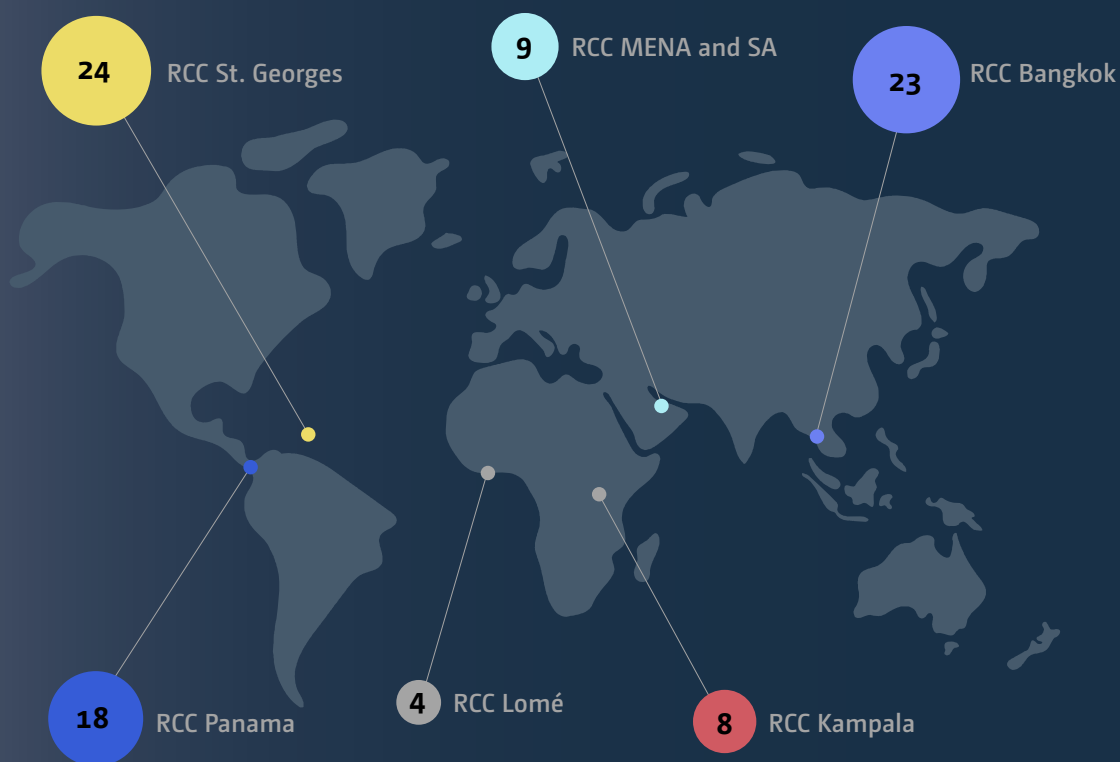 24
RCC St. Georges
9
RCC MENA and SA
23
RCC Bangkok
18
RCC Panama
4
RCC Lomé
8
RCC Kampala